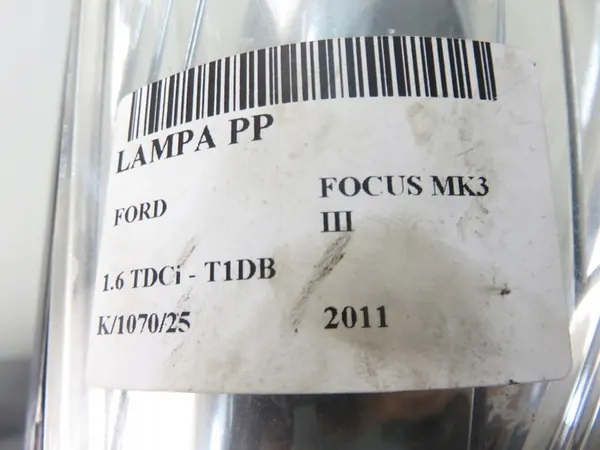 LAMPA PP
FORD
FOCUS MK3
III
1.6 TDCi - T1DB
K/1070/25
2011